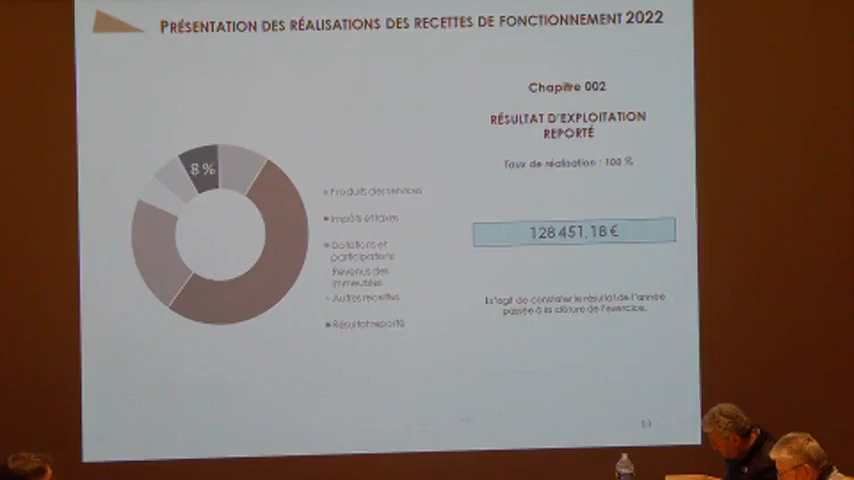 PRÉSENTATION DES RÉALISATIONS DES RECETTES DE FONCTIONNEMENT 2022
Chapitre 002
RÉSULTAT D'EXPLOITATION
REPORTÉ
Taux de réalisation : 100 %
8 %
Produits des services
Impôts et taxes
Dotations et
participations
Revenus des
immeubles
Autres recettes
Résultat reporté
128 451,18 €
Il s'agit de constater le résultat de l'année
passée à la clôture de l'exercice.